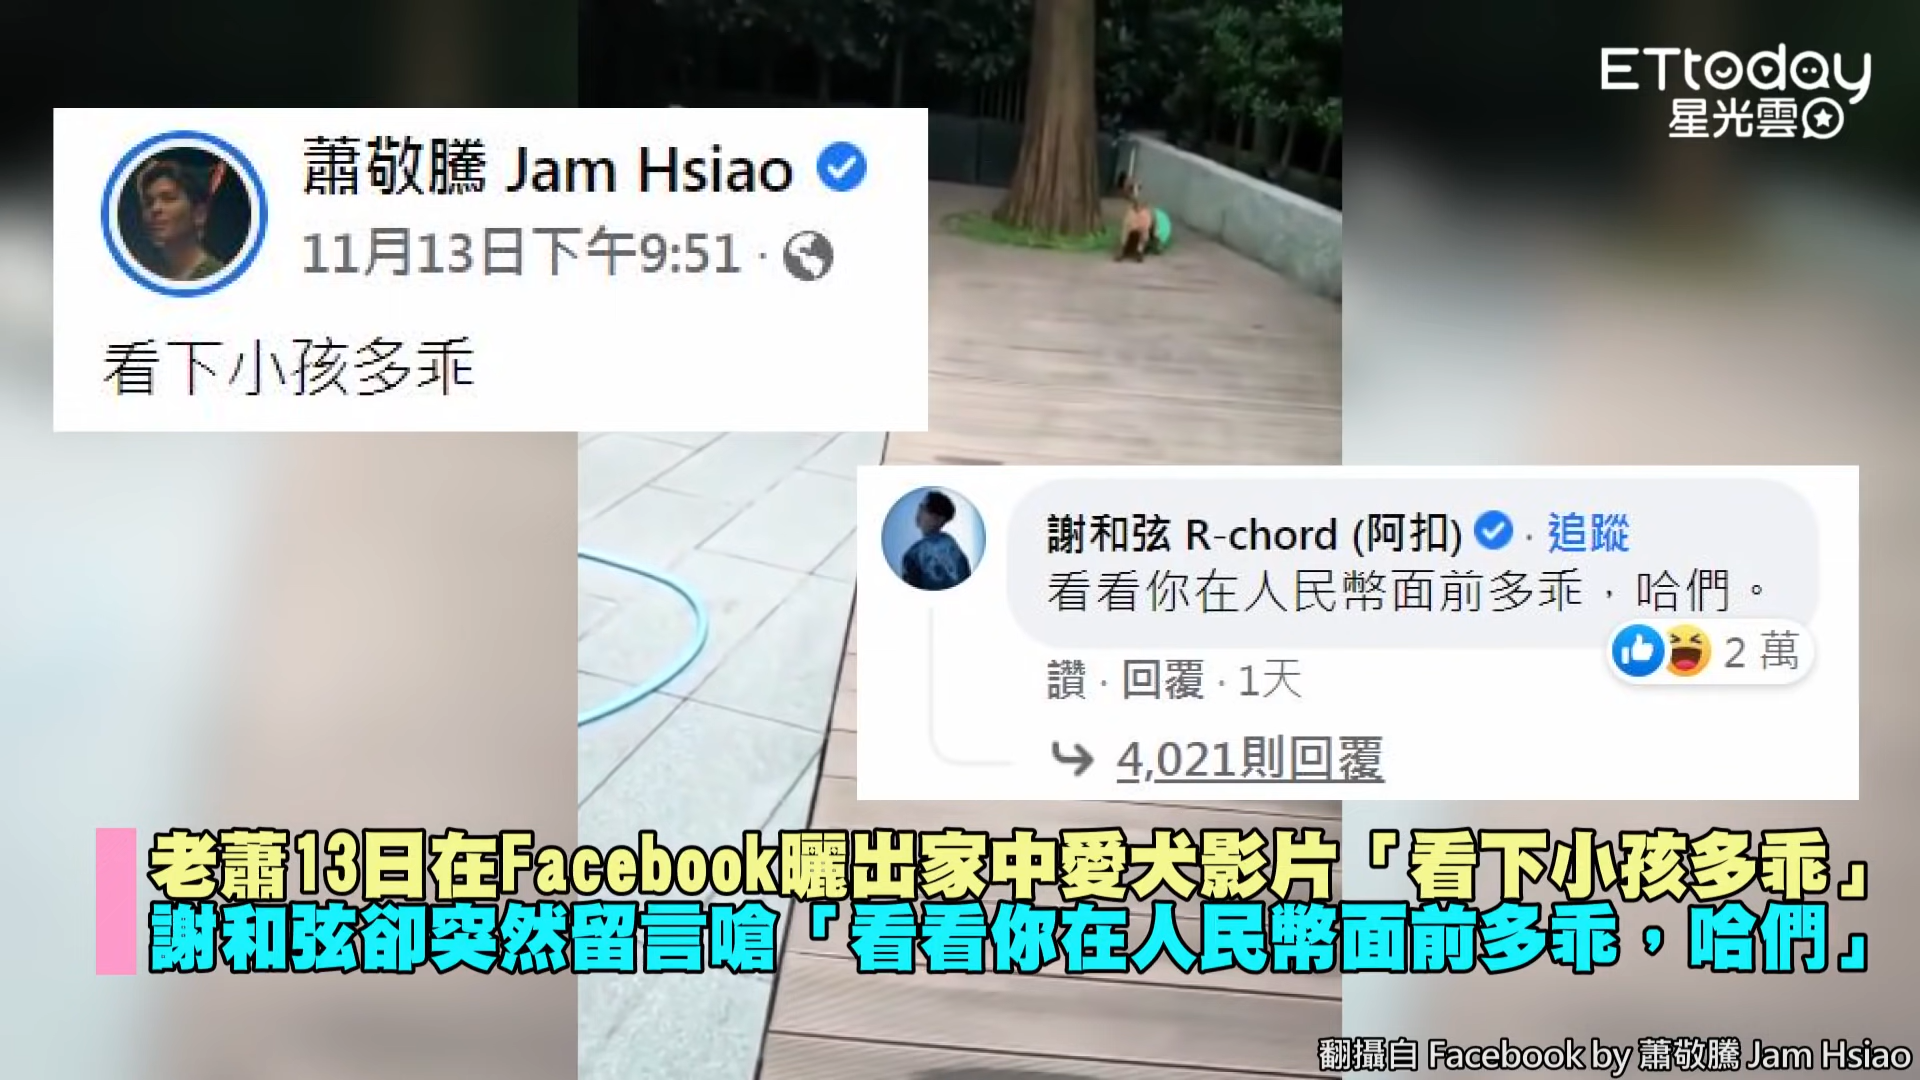 ETtoday
星光雲
蕭敬騰 Jam Hsiao
11月13日下午9:51 ·
看下小孩多乖
謝和弦 R-chord (阿扣) · 追蹤
看看你在人民幣面前多乖，哈們。
2 萬
讚 · 回覆 · 1天
4,021則回覆
老蕭13日在Facebook曬出家中愛犬影片「看下小孩多乖」
謝和弦卻突然留言嗆「看看你在人民幣面前多乖，哈們」
翻攝自 Facebook by 蕭敬騰 Jam Hsiao